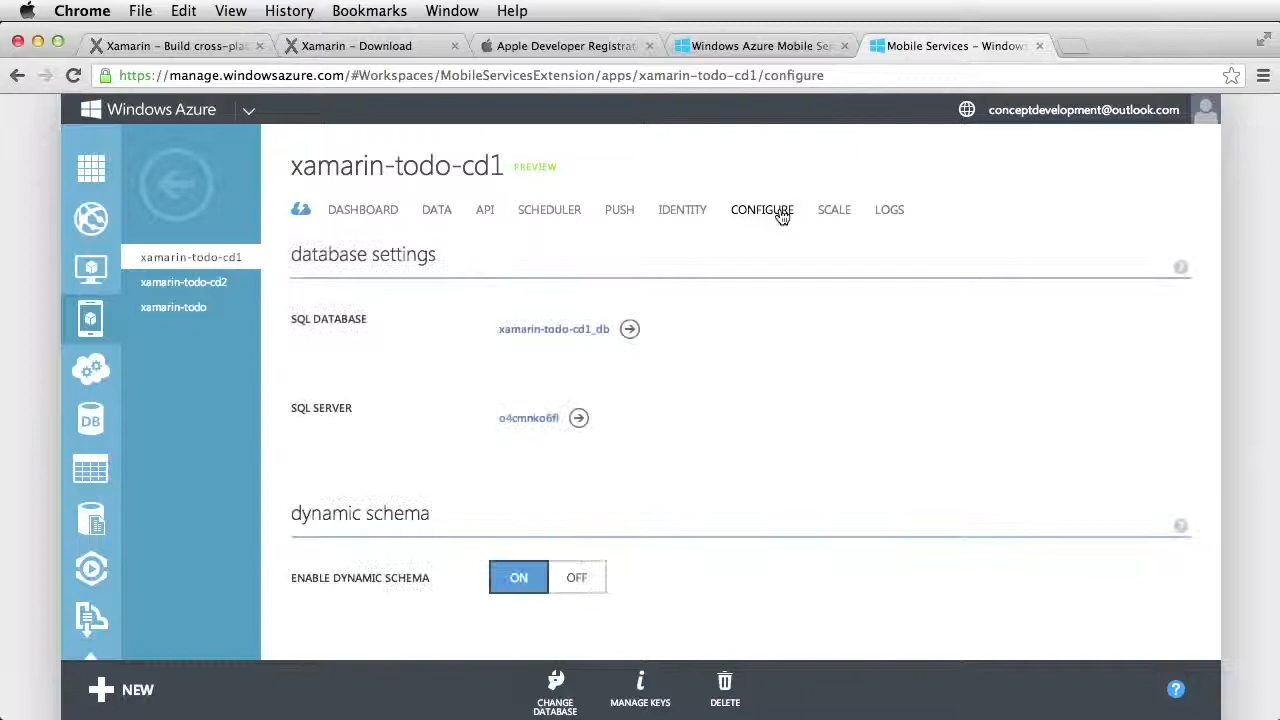 Chrome File Edit View History Bookmarks Window Help
Xamarin - Build cross-pla
Xamarin - Download
Apple Developer Registrat
Windows Azure Mobile Se
Mobile Services - Window
https://manage.windowsazure.com/#Workspaces/MobileServicesExtension/apps/xamarin-todo-cd1/configure
Windows Azure
conceptdevelopment@outlook.com
xamarin-todo-cd1 PREVIEW
DASHBOARD DATA API SCHEDULER PUSH IDENTITY CONFIGURE SCALE LOGS
xamarin-todo-cd1
xamarin-todo-cd2
xamarin-todo
DB
database settings
?
SQL DATABASE
xamarin-todo-cd1_db
SQL SERVER
o4cmnko6fl
dynamic schema
?
ENABLE DYNAMIC SCHEMA
ON OFF
NEW
CHANGE
DATABASE
MANAGE KEYS
DELETE
?